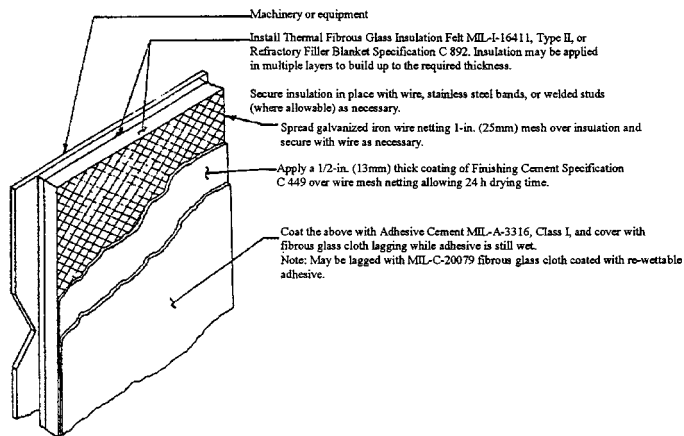 Machinery or equipment
Install Thermal Fibrous Glass Insulation Felt MIL-I-16411, Type II, or
Refractory Filler Blanket Specification C 892. Insulation may be applied
in multiple layers to build up to the required thickness.
Secure insulation in place with wire, stainless steel bands, or welded studs
(where allowable) as necessary.
Spread galvanized iron wire netting 1-in. (25mm) mesh over insulation and
secure with wire as necessary.
Apply a 1/2-in. (13mm) thick coating of Finishing Cement Specification
C 449 over wire mesh netting allowing 24 h drying time.
Coat the above with Adhesive Cement MIL-A-3316, Class I, and cover with
fibrous glass cloth lagging while adhesive is still wet.
Note: May be lagged with MIL-C-20079 fibrous glass cloth coated with re-wettable
adhesive.